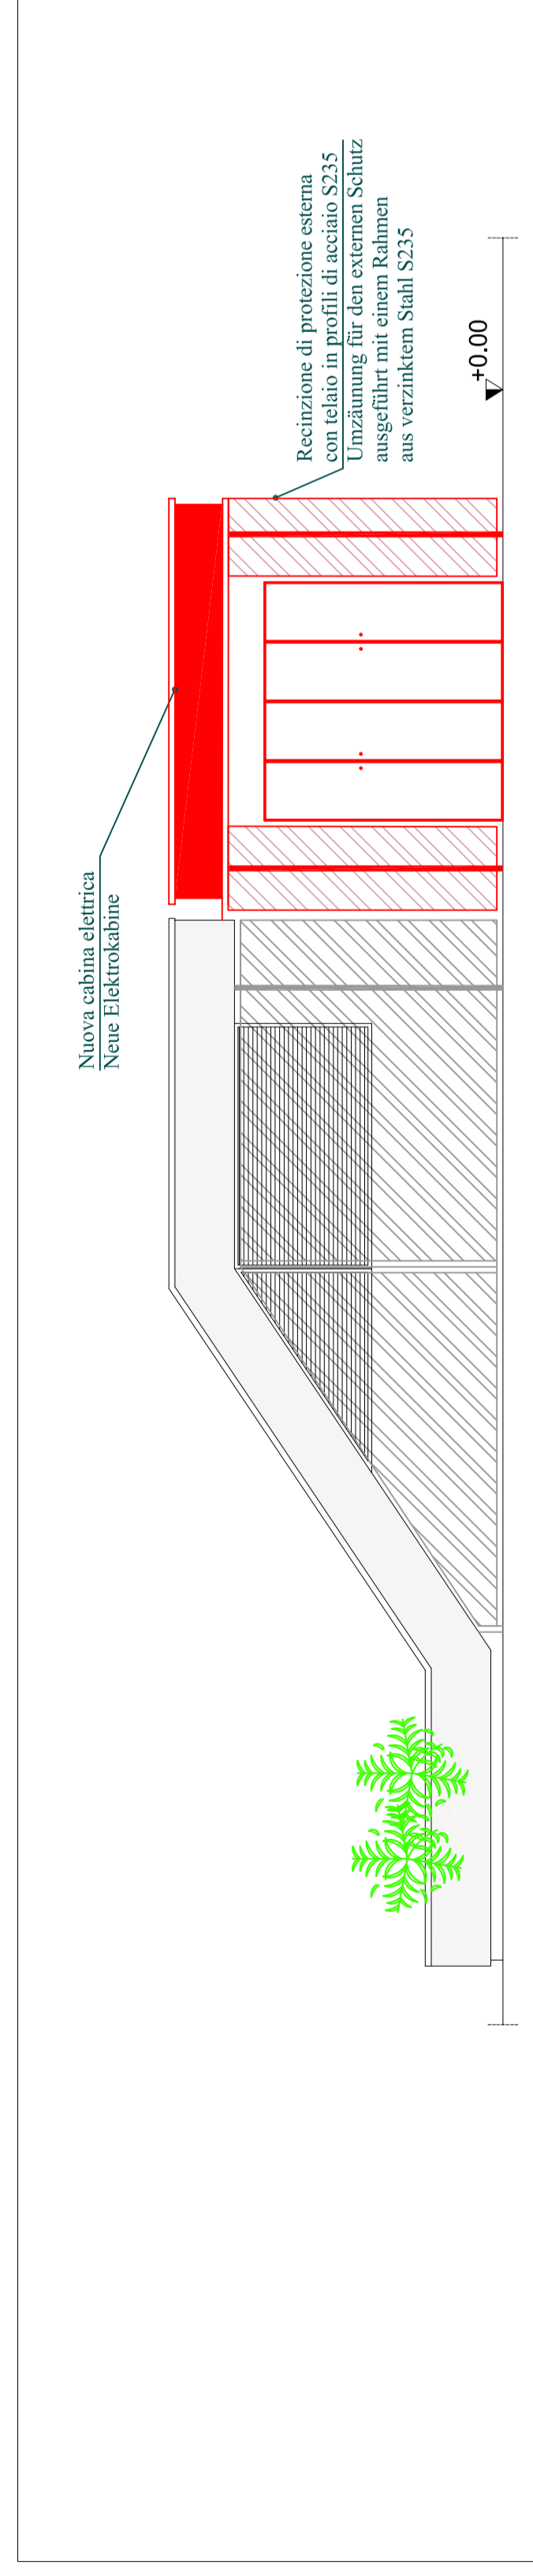 Nuova cabina elettrica
Neue Elektrokabine
Recinzione di protezione esterna
con telaio in profili di acciaio S235
Umzäunung für den externen Schutz
ausgeführt mit einem Rahmen
aus verzinktem Stahl S235
+0.00